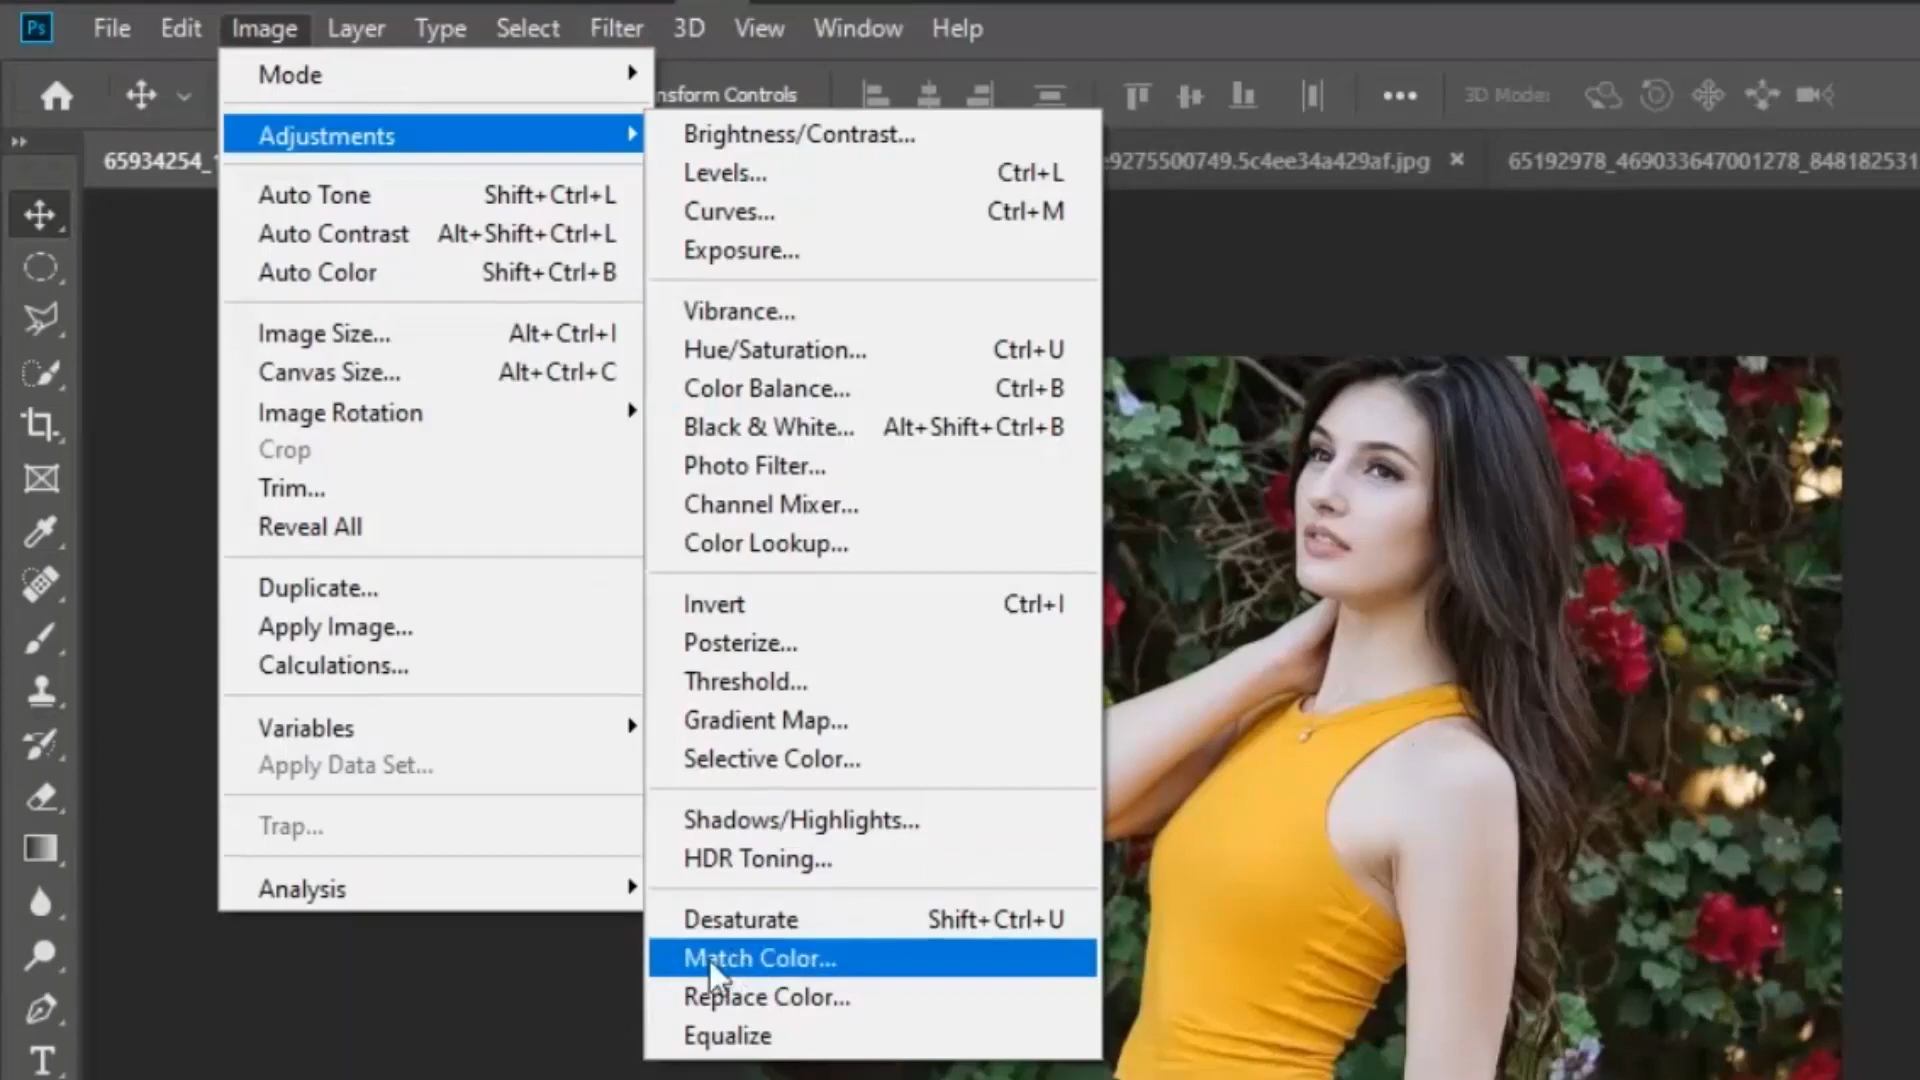 Ps File Edit Image Layer Type Select Filter 3D View Window Help
nsform Controls 3D Mode:
65934254_ e9275500749.5c4ee34a429af.jpg × 65192978_469033647001278_848182531
Mode
Adjustments
Auto Tone Shift+Ctrl+L
Auto Contrast Alt+Shift+Ctrl+L
Auto Color Shift+Ctrl+B
Image Size... Alt+Ctrl+I
Canvas Size... Alt+Ctrl+C
Image Rotation
Crop
Trim...
Reveal All
Duplicate...
Apply Image...
Calculations...
Variables
Apply Data Set...
Trap...
Analysis
Brightness/Contrast...
Levels... Ctrl+L
Curves... Ctrl+M
Exposure...
Vibrance...
Hue/Saturation... Ctrl+U
Color Balance... Ctrl+B
Black & White... Alt+Shift+Ctrl+B
Photo Filter...
Channel Mixer...
Color Lookup...
Invert Ctrl+I
Posterize...
Threshold...
Gradient Map...
Selective Color...
Shadows/Highlights...
HDR Toning...
Desaturate Shift+Ctrl+U
Match Color...
Replace Color...
Equalize
T